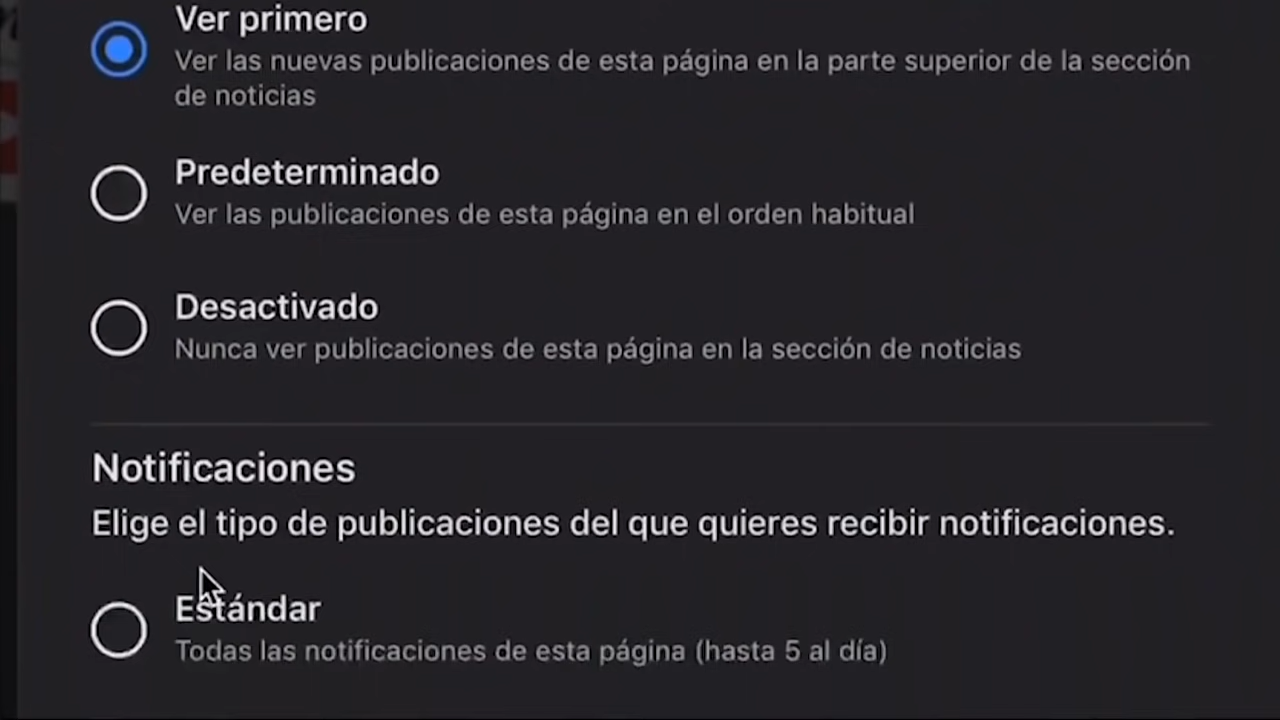 Ver primero
Ver las nuevas publicaciones de esta página en la parte superior de la sección
de noticias
Predeterminado
Ver las publicaciones de esta página en el orden habitual
Desactivado
Nunca ver publicaciones de esta página en la sección de noticias
Notificaciones
Elige el tipo de publicaciones del que quieres recibir notificaciones.
Estándar
Todas las notificaciones de esta página (hasta 5 al día)